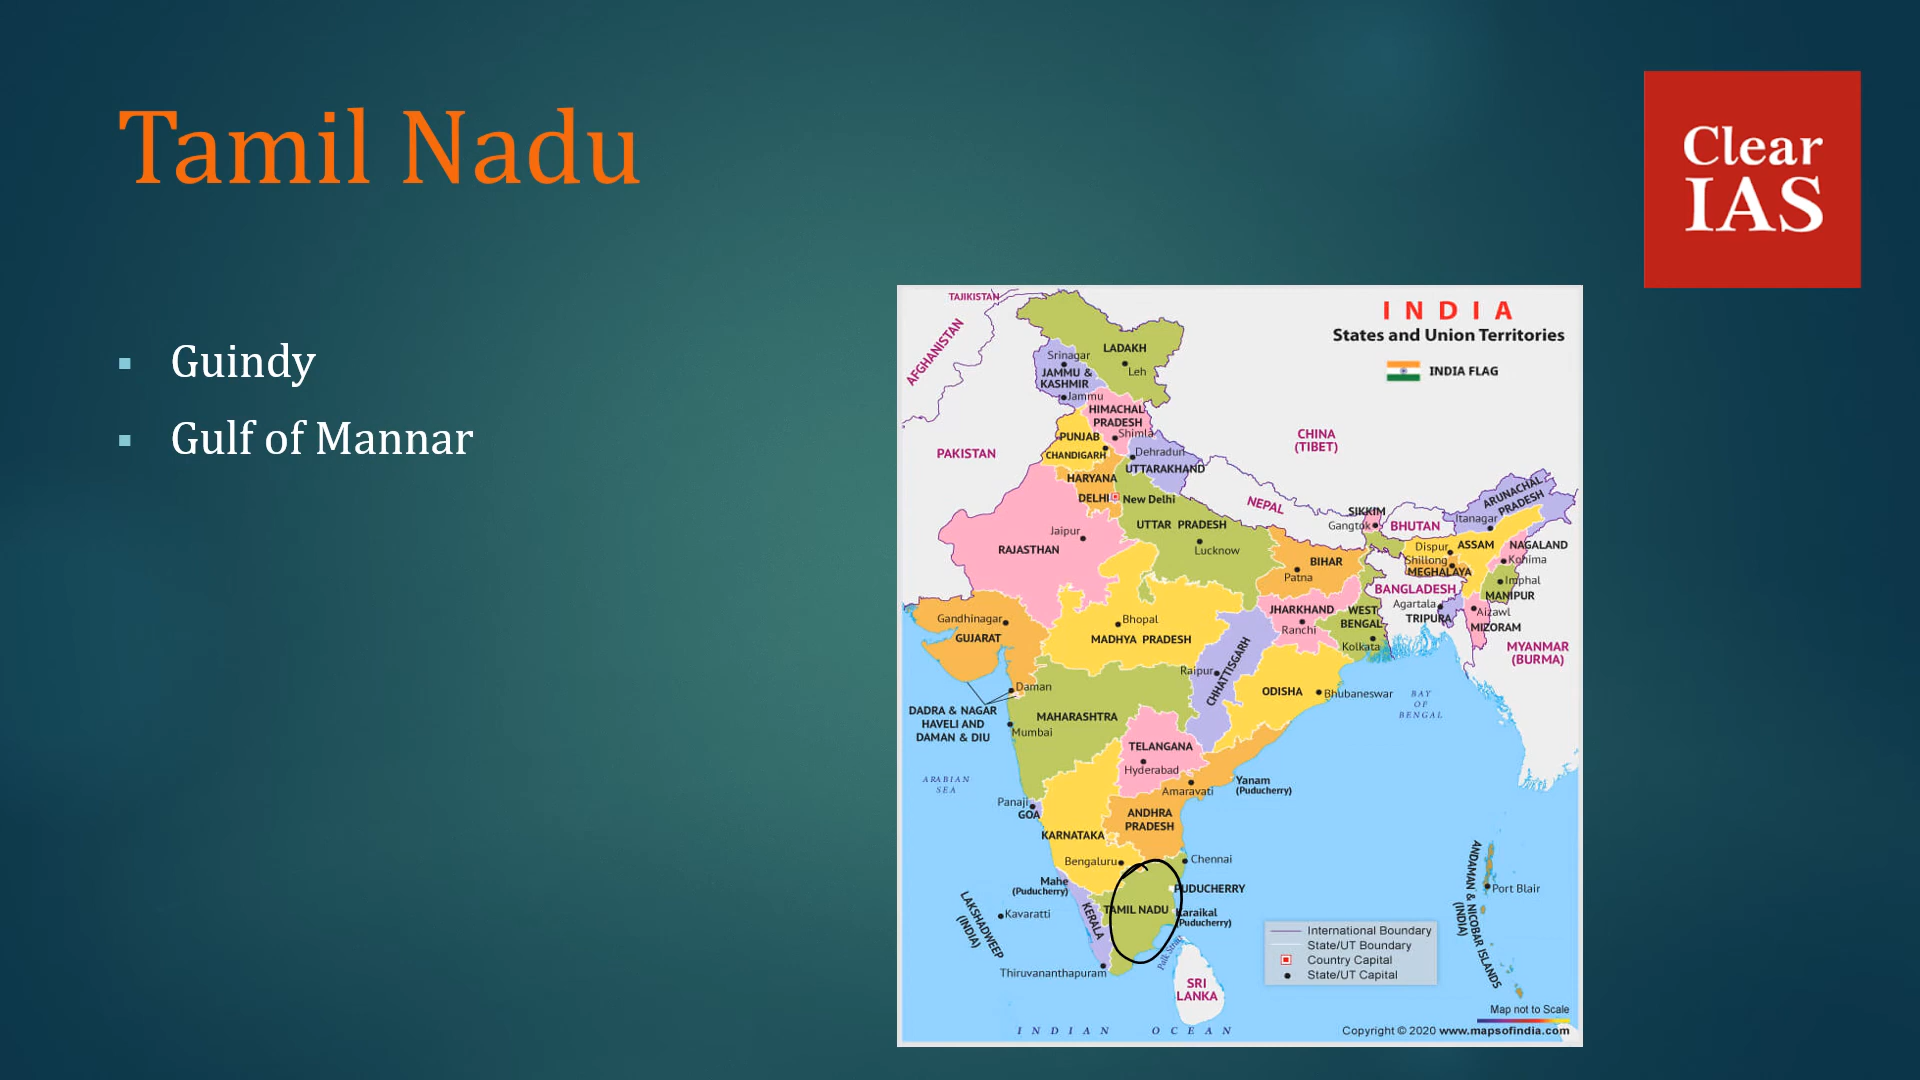 Tamil Nadu
Clear
IAS
Guindy
Gulf of Mannar
INDIA
States and Union Territories
INDIA FLAG
TAJIKISTAN
AFGHANISTAN
PAKISTAN
CHINA
(TIBET)
NEPAL
BHUTAN
BANGLADESH
MYANMAR
(BURMA)
SRI
LANKA
LADAKH
Leh
Srinagar
JAMMU &
KASHMIR
Jammu
HIMACHAL
PRADESH
Shimla
PUNJAB
CHANDIGARH
Dehradun
UTTARAKHAND
HARYANA
DELHI
New Delhi
UTTAR PRADESH
Lucknow
Jaipur
RAJASTHAN
BIHAR
Patna
SIKKIM
Gangtok
ARUNACHAL
PRADESH
Itanagar
Dispur
ASSAM
NAGALAND
Kohima
Shillong
MEGHALAYA
Imphal
MANIPUR
Agartala
TRIPURA
Aizawl
MIZORAM
Gandhinagar
GUJARAT
Bhopal
MADHYA PRADESH
JHARKHAND
Ranchi
WEST
BENGAL
Kolkata
Raipur
CHHATTISGARH
ODISHA
Bhubaneswar
BAY
OF
BENGAL
Daman
DADRA & NAGAR
HAVELI AND
DAMAN & DIU
MAHARASHTRA
Mumbai
TELANGANA
Hyderabad
ARABIAN
SEA
Amaravati
Yanam
(Puducherry)
Panaji
GOA
ANDHRA
PRADESH
KARNATAKA
Bengaluru
Chennai
Mahe
(Puducherry)
PUDUCHERRY
KERALA
TAMIL NADU
Karaikal
(Puducherry)
LAKSHADWEEP
(INDIA)
Kavaratti
Palk Strait
Thiruvananthapuram
ANDAMAN & NICOBAR ISLANDS
(INDIA)
Port Blair
International Boundary
State/UT Boundary
Country Capital
State/UT Capital
Map not to Scale
INDIAN OCEAN
Copyright © 2020 www.mapsofindia.com